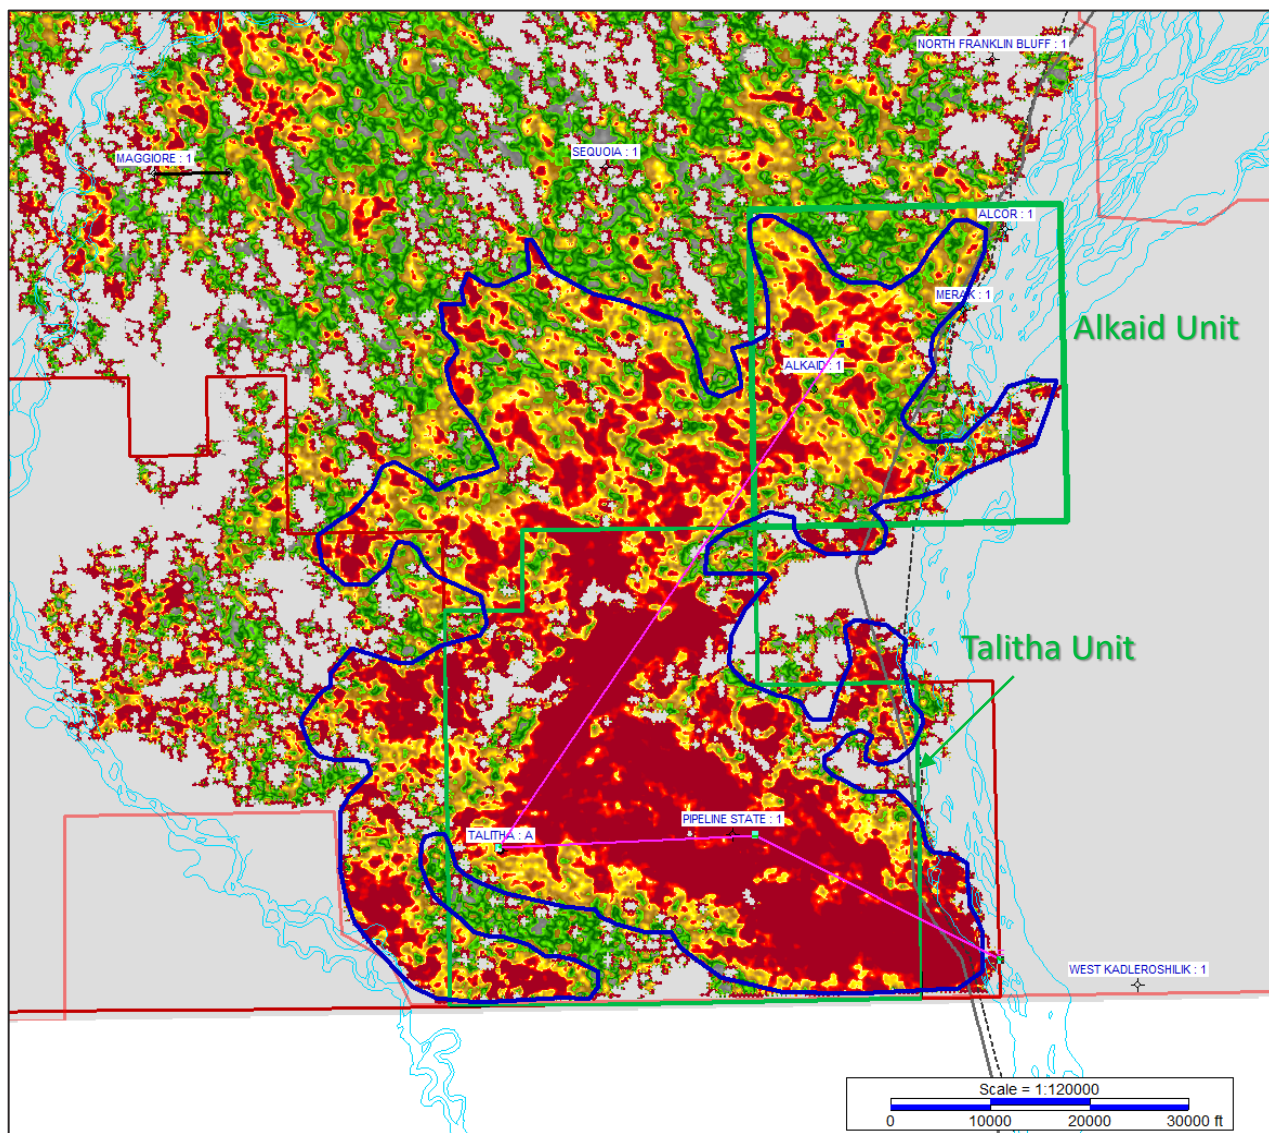 NORTH FRANKLIN BLUFF : 1
MAGGIORE : 1
SEQUOIA : 1
ALCOR : 1
MERAK : 1
Alkaid Unit
ALKAID : 1
Talitha Unit
TALITHA : A
PIPELINE STATE : 1
WEST KADLEROSHILIK : 1
Scale = 1:120000
0 10000 20000 30000 ft